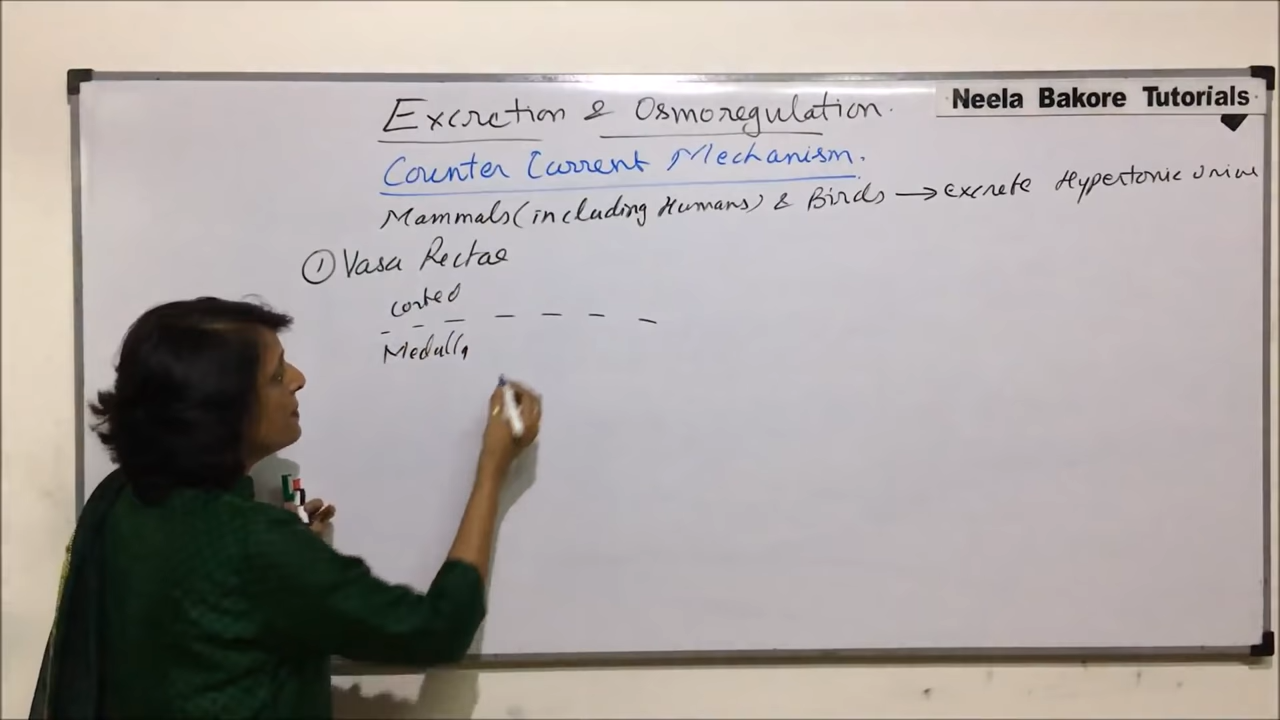 Neela Bakore Tutorials
Excretion & Osmoregulation.
Counter Current Mechanism.
Mammals (including Humans) & Birds → excrete Hypertonic urine
① Vasa Rectae
Cortex
Medulla